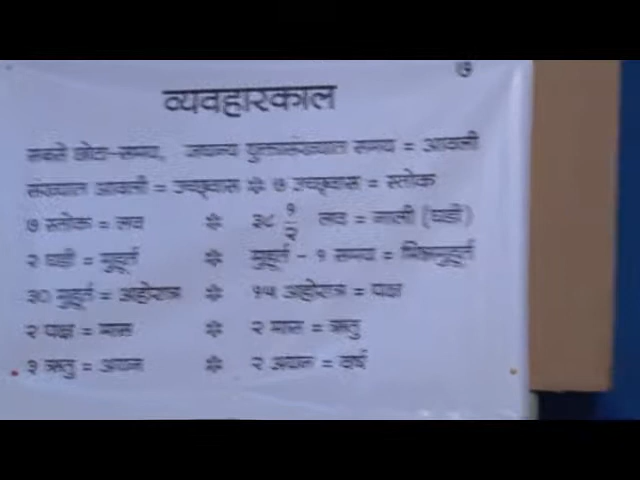 ७
व्यवहारकाल
सबसे छोटा-समय, जघन्य युक्तासंख्यात समय = आवली
संख्यात आवली = उच्छ्वास * ७ उच्छ्वास = स्तोक
७ स्तोक = लव * ३८ १/२ लव = नाली (घडी)
२ घडी = मुहूर्त * मुहूर्त - १ समय = भिन्नमुहूर्त
३० मुहूर्त = अहोरात्र * १५ अहोरात्र = पक्ष
२ पक्ष = मास * २ मास = ऋतु
३ ऋतु = अयन * २ अयन = वर्ष